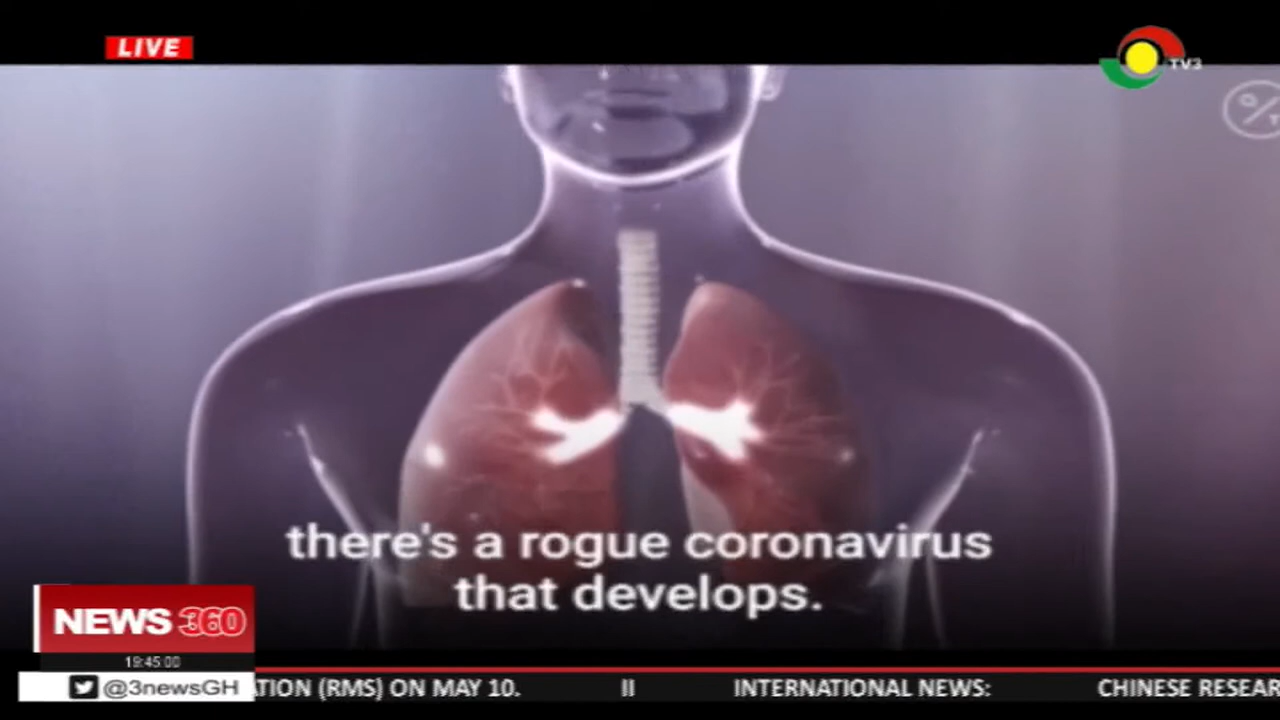 LIVE
TV3
there's a rogue coronavirus
that develops.
NEWS 360
19:45:00
@3newsGH
ATION (RMS) ON MAY 10. II INTERNATIONAL NEWS: CHINESE RESEAR